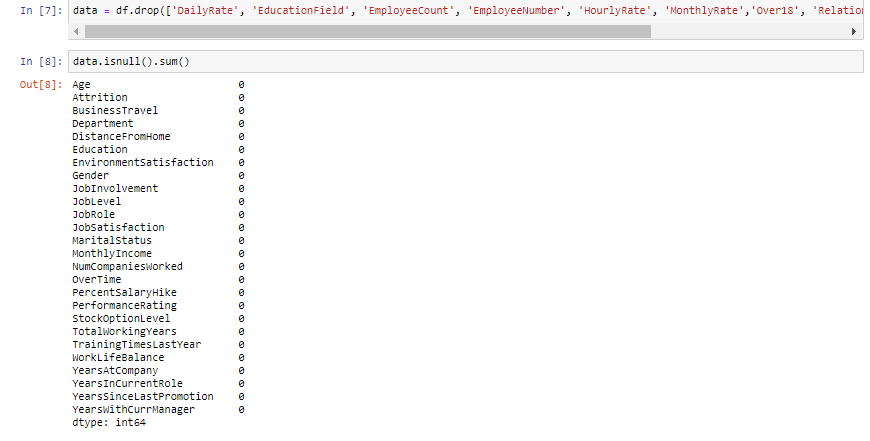 In [7]: data = df.drop(['DailyRate', 'EducationField', 'EmployeeCount', 'EmployeeNumber', 'HourlyRate', 'MonthlyRate','Over18', 'Relation
In [8]: data.isnull().sum()
Out[8]: Age 0
Attrition 0
BusinessTravel 0
Department 0
DistanceFromHome 0
Education 0
EnvironmentSatisfaction 0
Gender 0
JobInvolvement 0
JobLevel 0
JobRole 0
JobSatisfaction 0
MaritalStatus 0
MonthlyIncome 0
NumCompaniesWorked 0
OverTime 0
PercentSalaryHike 0
PerformanceRating 0
StockOptionLevel 0
TotalWorkingYears 0
TrainingTimesLastYear 0
WorkLifeBalance 0
YearsAtCompany 0
YearsInCurrentRole 0
YearsSinceLastPromotion 0
YearsWithCurrManager 0
dtype: int64